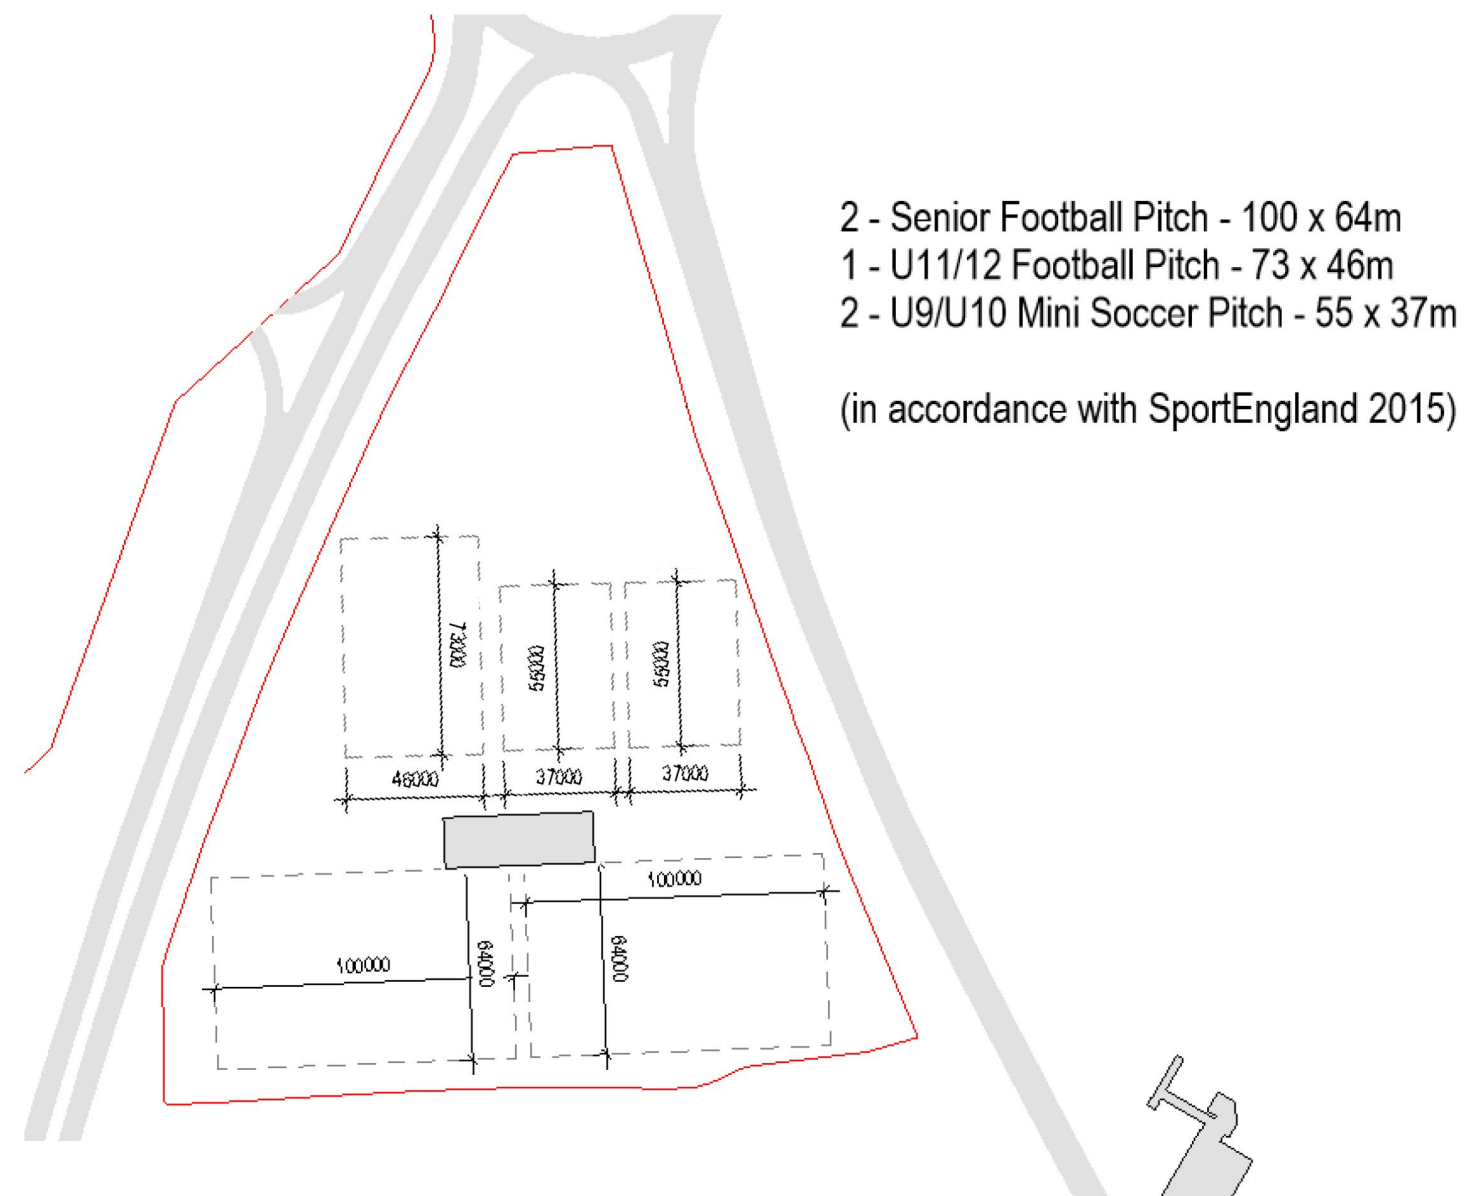 2 - Senior Football Pitch - 100 x 64m
1 - U11/12 Football Pitch - 73 x 46m
2 - U9/U10 Mini Soccer Pitch - 55 x 37m
(in accordance with SportEngland 2015)
73000
55000
55000
46000
37000
37000
100000
100000
64000
64000